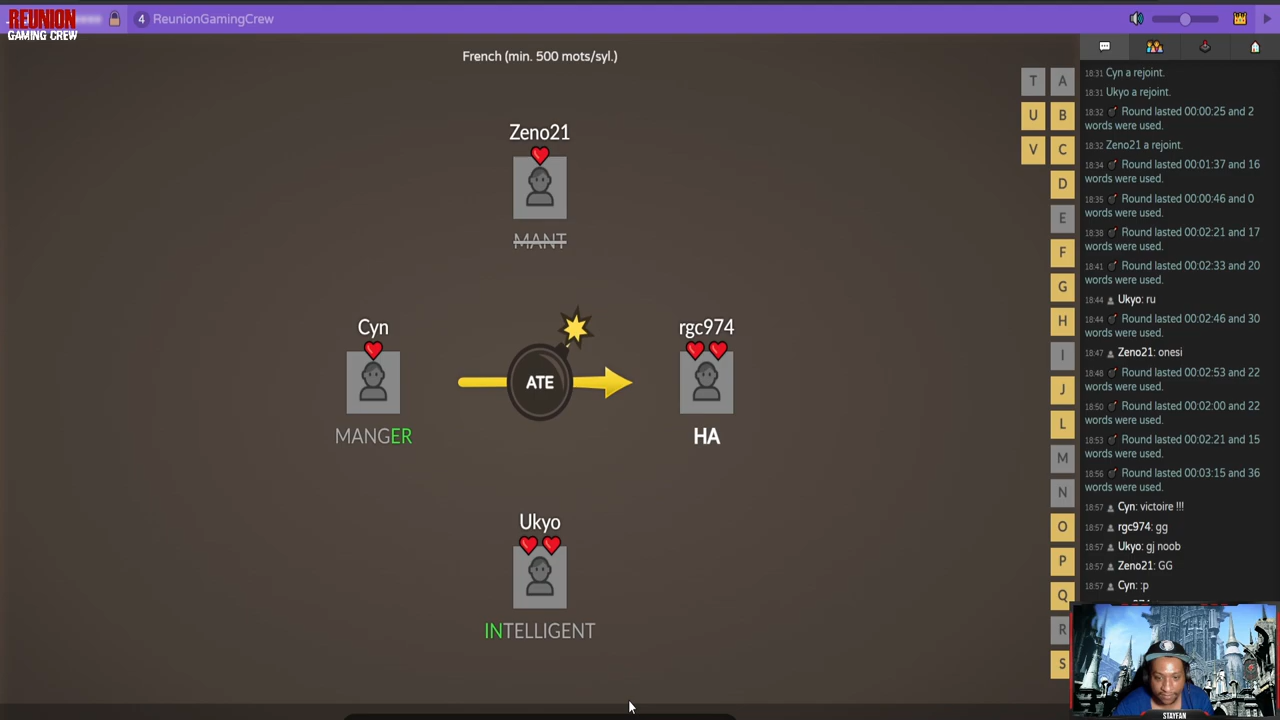 REUNION
GAMING CREW
4 ReunionGamingCrew
French (min. 500 mots/syl.)
Zeno21
MANT
Cyn
MANGER
ATE
rgc974
HA
Ukyo
INTELLIGENT
T A
U B
V C
D
E
F
G
H
I
J
L
M
N
O
P
Q
R
S
18:31 Cyn a rejoint.
18:31 Ukyo a rejoint.
18:32 Round lasted 00:00:25 and 2
words were used.
18:32 Zeno21 a rejoint.
18:34 Round lasted 00:01:37 and 16
words were used.
18:35 Round lasted 00:00:46 and 0
words were used.
18:38 Round lasted 00:02:21 and 17
words were used.
18:41 Round lasted 00:02:33 and 20
words were used.
18:44 Ukyo: ru
18:44 Round lasted 00:02:46 and 30
words were used.
18:47 Zeno21: onesi
18:48 Round lasted 00:02:53 and 22
words were used.
18:50 Round lasted 00:02:00 and 22
words were used.
18:53 Round lasted 00:02:21 and 15
words were used.
18:56 Round lasted 00:03:15 and 36
words were used.
18:57 Cyn: victoire !!!
18:57 rgc974: gg
18:57 Ukyo: gj noob
18:57 Zeno21: GG
18:57 Cyn: :p
STAYFAN